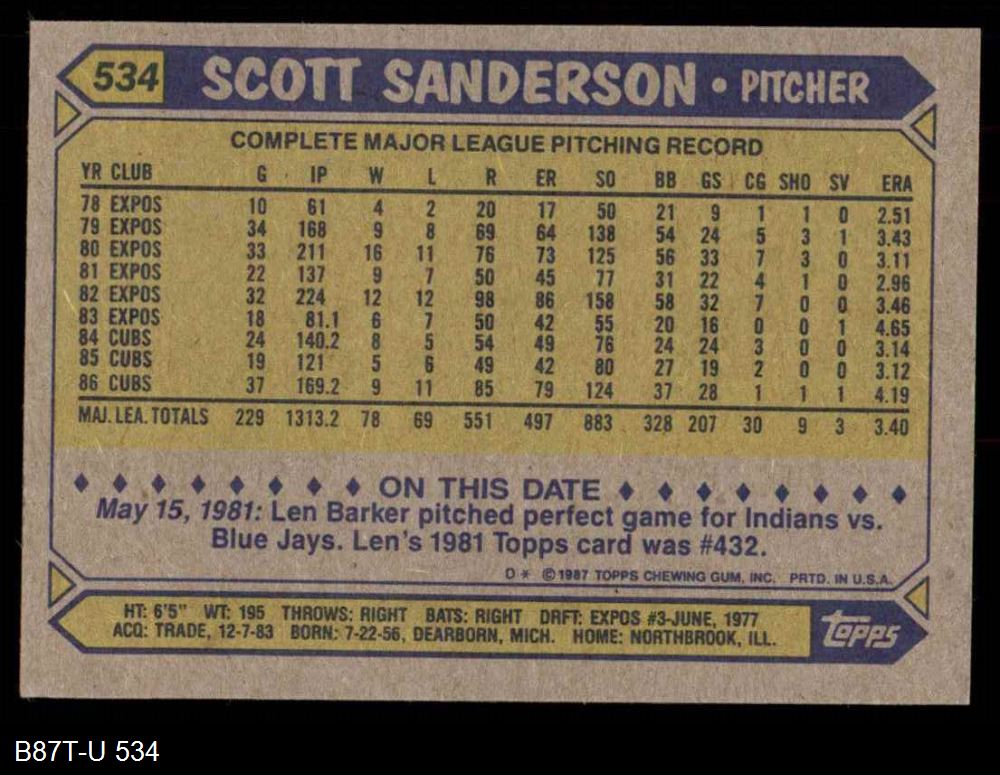 534 SCOTT SANDERSON • PITCHER
COMPLETE MAJOR LEAGUE PITCHING RECORD
YR CLUB G IP W L R ER SO BB GS CG SHO SV ERA
78 EXPOS 10 61 4 2 20 17 50 21 9 1 1 0 2.51
79 EXPOS 34 168 9 8 69 64 138 54 24 5 3 1 3.43
80 EXPOS 33 211 16 11 76 73 125 56 33 7 3 0 3.11
81 EXPOS 22 137 9 7 50 45 77 31 22 4 1 0 2.96
82 EXPOS 32 224 12 12 98 86 158 58 32 7 0 0 3.46
83 EXPOS 18 81.1 6 7 50 42 55 20 16 0 0 1 4.65
84 CUBS 24 140.2 8 5 54 49 76 24 24 3 0 0 3.14
85 CUBS 19 121 5 6 49 42 80 27 19 2 0 0 3.12
86 CUBS 37 169.2 9 11 85 79 124 37 28 1 1 1 4.19
MAJ. LEA. TOTALS 229 1313.2 78 69 551 497 883 328 207 30 9 3 3.40
♦ ♦ ♦ ♦ ♦ ♦ ♦ ♦ ON THIS DATE ♦ ♦ ♦ ♦ ♦ ♦ ♦ ♦
May 15, 1981: Len Barker pitched perfect game for Indians vs.
Blue Jays. Len's 1981 Topps card was #432.
D * © 1987 TOPPS CHEWING GUM, INC. PRTD. IN U.S.A.
HT: 6'5" WT: 195 THROWS: RIGHT BATS: RIGHT DRFT: EXPOS #3-JUNE, 1977
ACQ: TRADE, 12-7-83 BORN: 7-22-56, DEARBORN, MICH. HOME: NORTHBROOK, ILL.
Topps
B87T-U 534